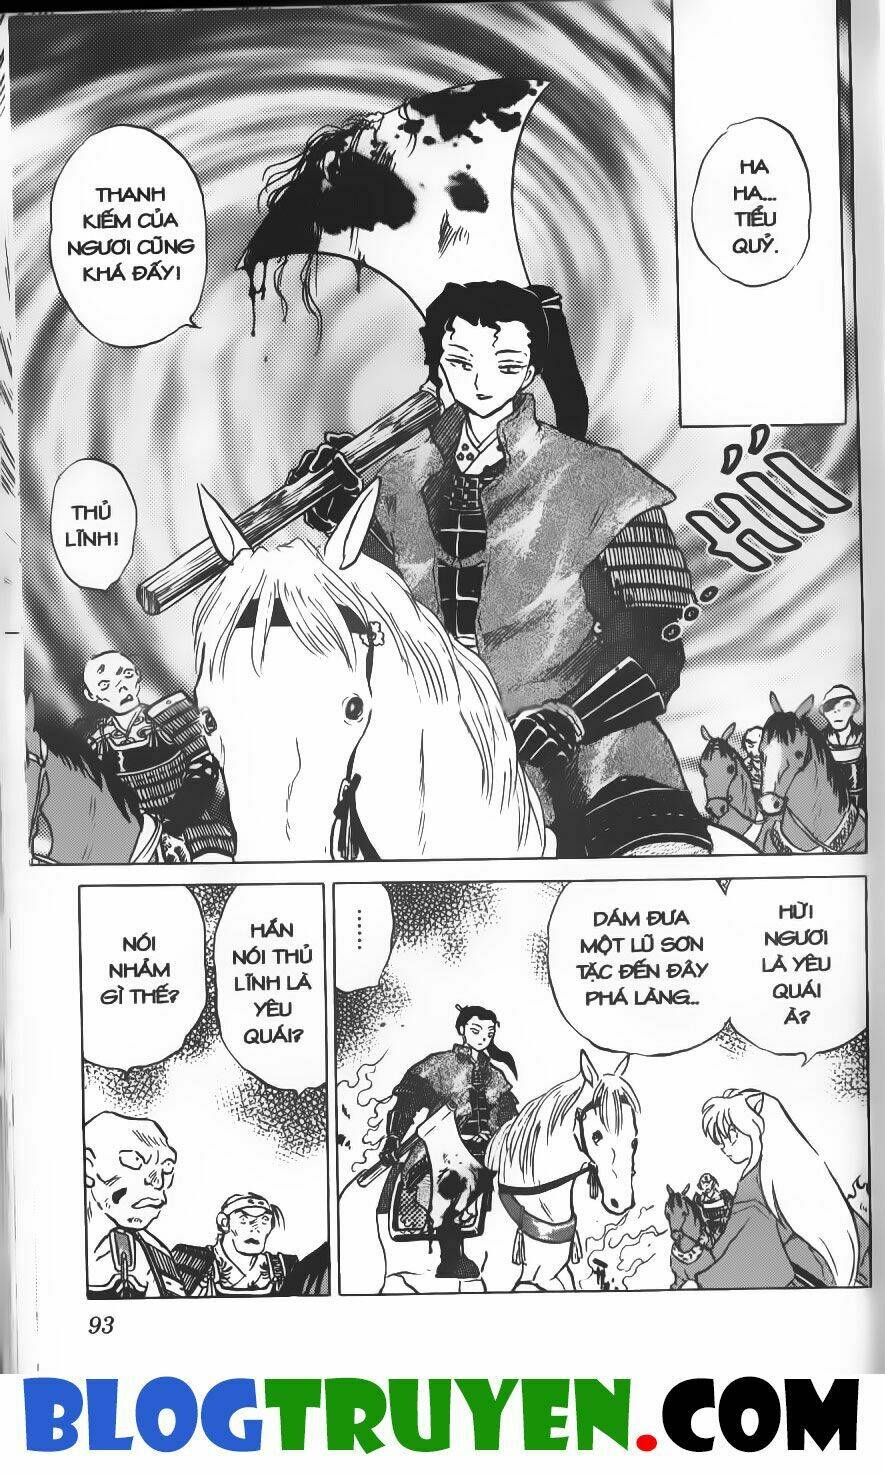 HA
HA...
TIỂU
QUỶ.
THANH
KIẾM CỦA
NGƯƠI CŨNG
KHÁ ĐẤY!
HÍII
THỦ
LĨNH!
HỪ!
NGƯƠI
LÀ YÊU
QUÁI
À?
DÁM ĐƯA
MỘT LŨ SƠN
TẶC ĐẾN ĐÂY
PHÁ LÀNG...
......
HẮN
NÓI THỦ
LĨNH LÀ
YÊU
QUÁI?
NÓI
NHẢM
GÌ THẾ?
93
BLOGTRUYEN.COM